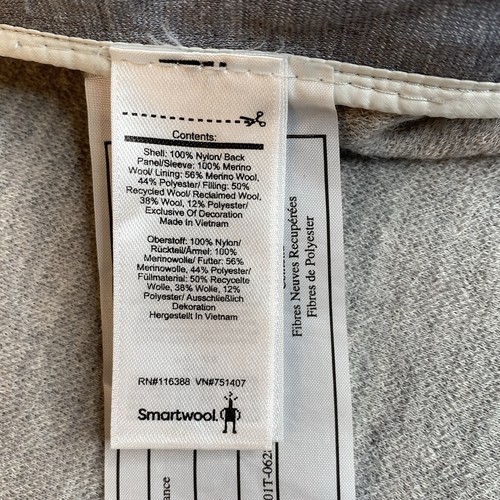 Contents:
Shell: 100% Nylon/ Back
Panel/Sleeve: 100% Merino
Wool/ Lining: 56% Merino Wool,
44% Polyester/ Filling: 50%
Recycled Wool/ Reclaimed Wool,
38% Wool, 12% Polyester/
Exclusive Of Decoration
Made In Vietnam
Oberstoff: 100% Nylon/
Rückteil/Ärmel: 100%
Merinowolle/ Futter: 56%
Merinowolle, 44% Polyester/
Füllmaterial: 50% Recycelte
Wolle, 38% Wolle, 12%
Polyester/ Ausschließlich
Dekoration
Hergestellt In Vietnam
RN#116388 VN#751407
Smartwool.
Fibres Neuves Recupérées
Fibres de Polyester
01T-062
ance